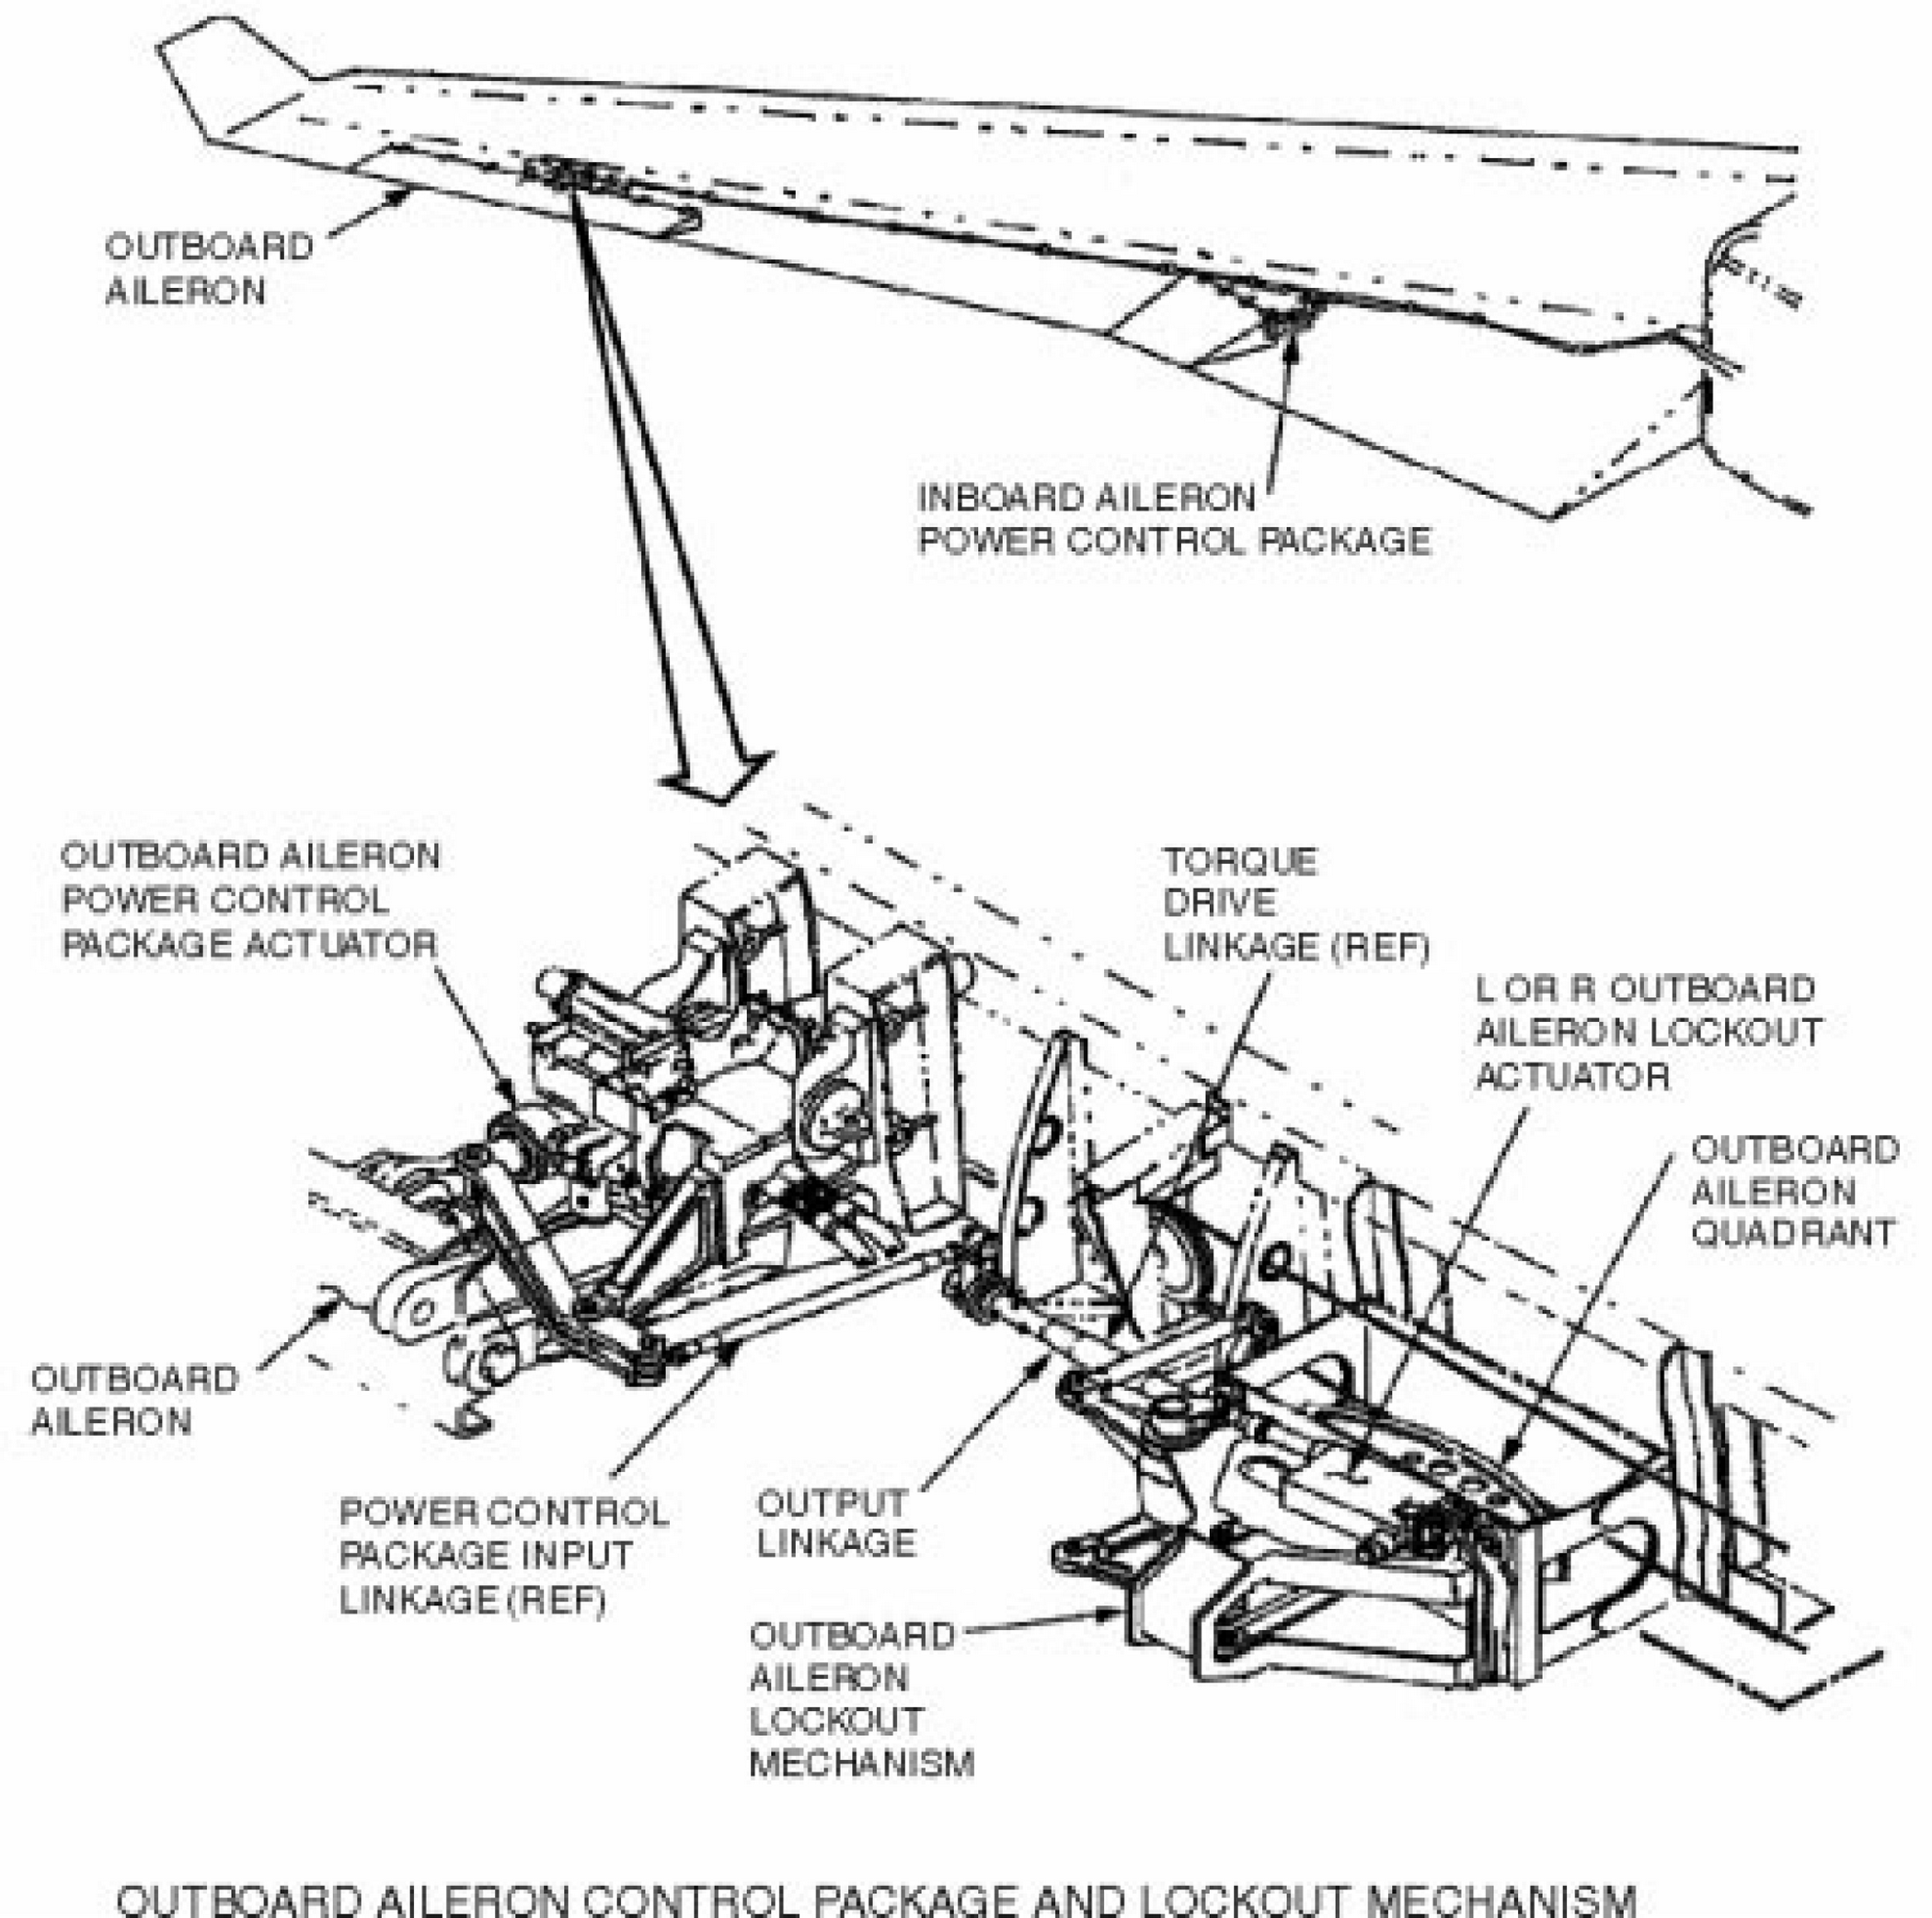 OUTBOARD
AILERON
INBOARD AILERON
POWER CONTROL PACKAGE
OUTBOARD AILERON
POWER CONTROL
PACKAGE ACTUATOR
TORQUE
DRIVE
LINKAGE (REF)
L OR R OUTBOARD
AILERON LOCKOUT
ACTUATOR
OUTBOARD
AILERON
QUADRANT
OUTBOARD
AILERON
POWER CONTROL
PACKAGE INPUT
LINKAGE (REF)
OUTPUT
LINKAGE
OUTBOARD
AILERON
LOCKOUT
MECHANISM
OUTBOARD AILERON CONTROL PACKAGE AND LOCKOUT MECHANISM